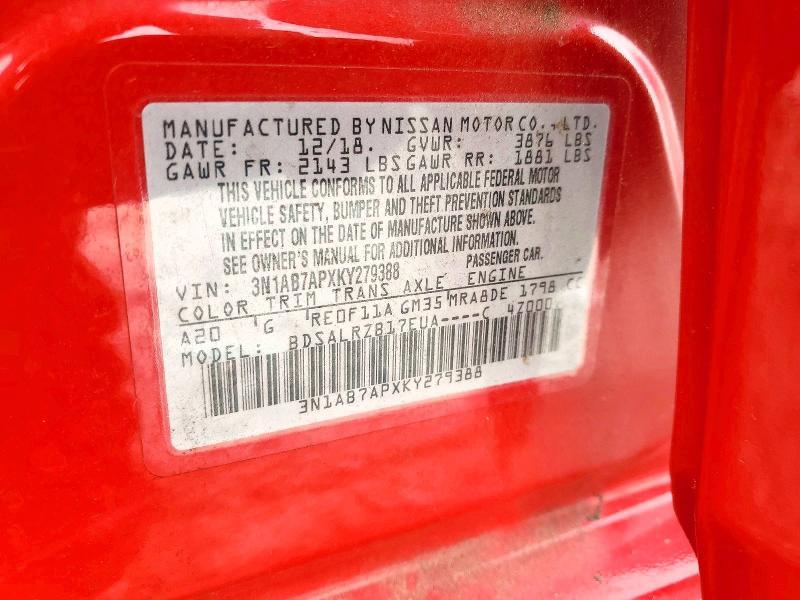 MANUFACTURED BY NISSAN MOTOR CO., LTD.
DATE: 12/18. GVWR: 3876 LBS
GAWR FR: 2143 LBS GAWR RR: 1881 LBS
THIS VEHICLE CONFORMS TO ALL APPLICABLE FEDERAL MOTOR
VEHICLE SAFETY, BUMPER AND THEFT PREVENTION STANDARDS
IN EFFECT ON THE DATE OF MANUFACTURE SHOWN ABOVE.
SEE OWNER'S MANUAL FOR ADDITIONAL INFORMATION.
VIN: 3N1AB7APXKY279388 PASSENGER CAR.
COLOR TRIM TRANS AXLE ENGINE
A20 G RE0F11A GM35 MRA8DE 1798 CC
MODEL: BDSALRZB17EUA----C 47000
3N1AB7APXKY279388